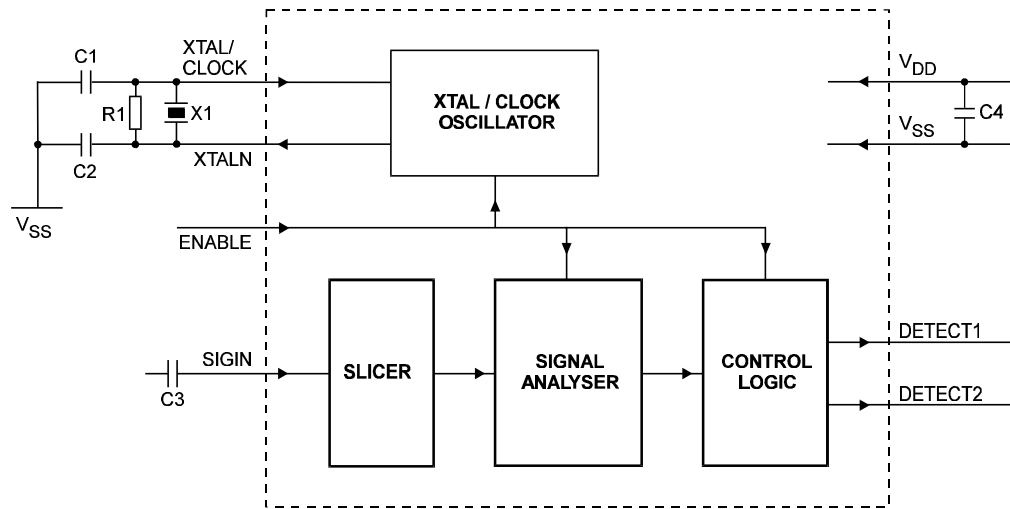 C1
XTAL/
CLOCK
R1
X1
C2
XTALN
VSS
XTAL / CLOCK
OSCILLATOR
VDD
C4
VSS
ENABLE
SLICER
SIGNAL
ANALYSER
CONTROL
LOGIC
SIGIN
C3
DETECT1
DETECT2